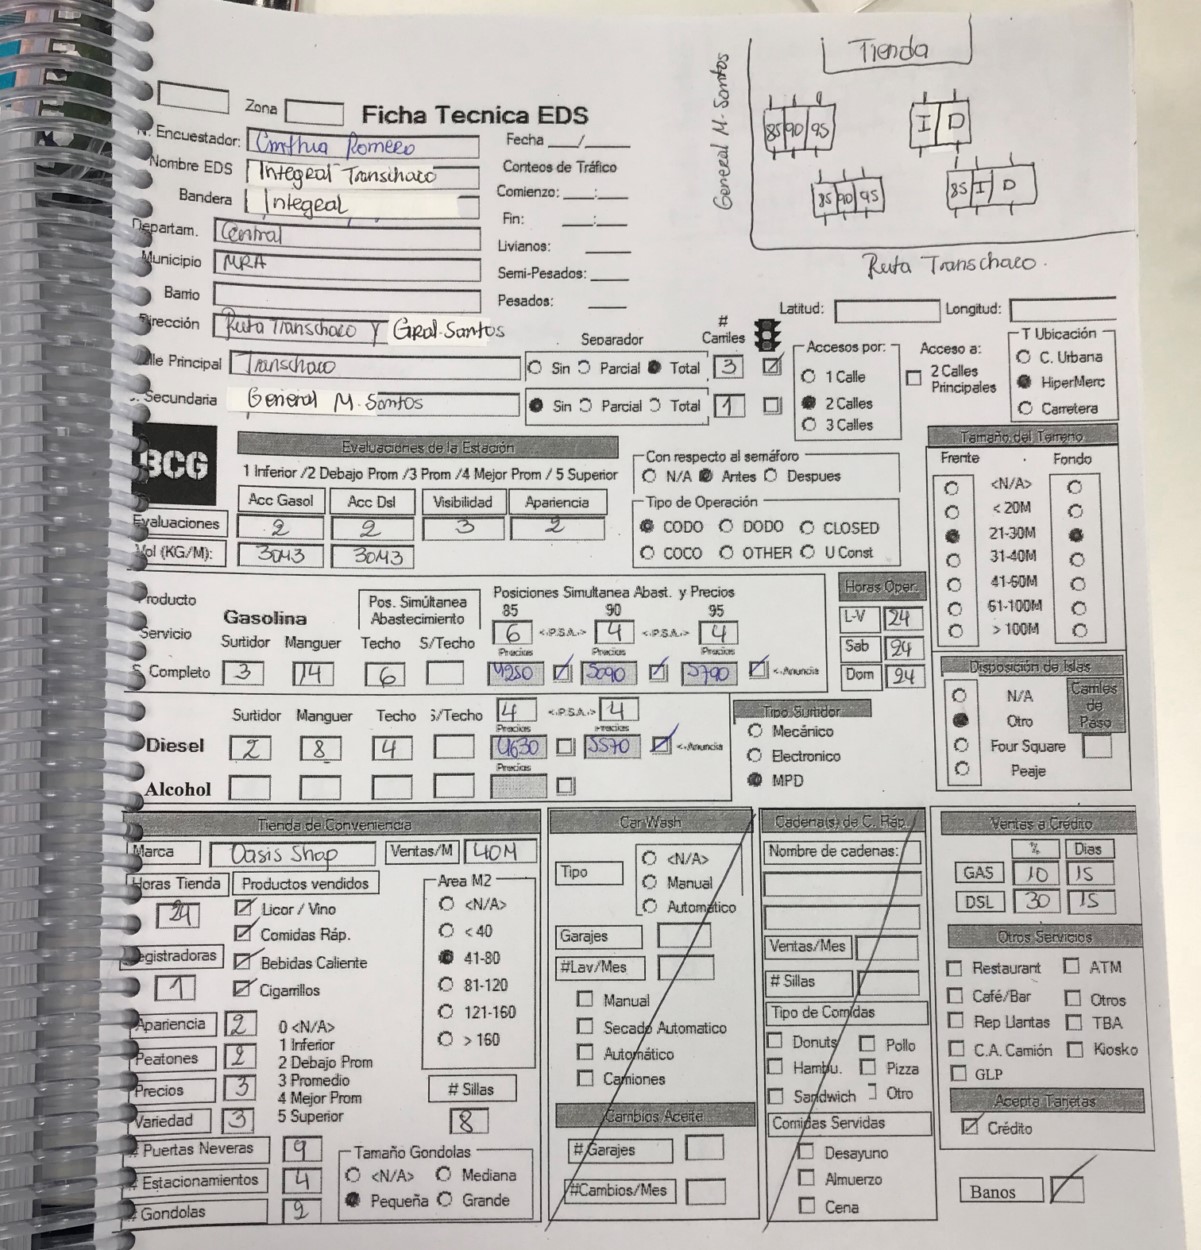 Tienda
General M. Santos
85 90 95
I D
85 90 95
85 I D
Ruta Transchaco.
Zona
Ficha Tecnica EDS
Encuestador: Cinthia Romero
Fecha __/__
Nombre EDS Integral Transchaco
Conteos de Tráfico
Bandera Integral
Comienzo: __:__
Departam. Central
Fin: __:__
Municipio MRA
Livianos:
Semi-Pesados:
Barrio
Pesados:
Dirección Ruta Transchaco y Gral. Santos
Latitud: Longitud:
Separador # Carriles
Calle Principal Transchaco
Sin Parcial Total 3
Secundaria General M. Santos
Sin Parcial Total 1
Accesos por:
1 Calle
2 Calles
3 Calles
Acceso a:
2 Calles Principales
T Ubicación
C. Urbana
HiperMerc
Carretera
BCG
Evaluaciones de la Estación
1 Inferior /2 Debajo Prom /3 Prom /4 Mejor Prom / 5 Superior
Acc Gasol Acc Dsl Visibilidad Apariencia
Evaluaciones 2 2 3 2
Vol (KG/M): 3043 3043
Con respecto al semáforo
N/A Antes Despues
Tipo de Operación
CODO DODO CLOSED
COCO OTHER U Const
Tamaño del Terreno
Frente Fondo
<N/A>
< 20M
21-30M
31-40M
41-60M
61-100M
> 100M
Producto
Servicio
Gasolina
Pos. Simúltanea Abastecimiento
Posiciones Simultanea Abast. y Precios
85 90 95
6 <.P.S.A.> 4 <.P.S.A.> 4
Surtidor Manguer Techo S/Techo
Precios Precios Precios
S Completo 3 14 6 4250 5090 5790 <-Anuncia
Horas Oper.
L-V 24
Sab 24
Dom 24
Disposición de Islas
N/A
Otro
Four Square
Peaje
Carriles de Paso
Surtidor Manguer Techo S/Techo 4 <.P.S.A.> 4
Precios Precios
Diesel 2 8 4 4630 5570 <-Anuncia
Precios
Alcohol
Tipo Surtidor
Mecánico
Electronico
MPD
Tienda de Conveniencia
Marca Oasis Shop Ventas/M 40M
Horas Tienda 24
Productos vendidos
Licor / Vino
Comidas Ráp.
Bebidas Caliente
Cigarrillos
Registradoras 1
Area M2
<N/A>
< 40
41-80
81-120
121-160
> 160
Apariencia 2
Peatones 2
Precios 3
Variedad 3
0 <N/A>
1 Inferior
2 Debajo Prom
3 Promedio
4 Mejor Prom
5 Superior
# Sillas
8
# Puertas Neveras 9
# Estacionamientos 4
# Gondolas 2
Tamaño Gondolas
<N/A> Mediana
Pequeña Grande
Car Wash
Tipo
<N/A>
Manual
Automático
Garajes
#Lav/Mes
Manual
Secado Automatico
Automático
Camiones
Cambios Aceite
# Garajes
#Cambios/Mes
Cadena(s) de C. Ráp.
Nombre de cadenas:
Ventas/Mes
# Sillas
Tipo de Comidas
Donuts Pollo
Hambu. Pizza
Sandwich Otro
Comidas Servidas
Desayuno
Almuerzo
Cena
Ventas a Crédito
% Dias
GAS 10 15
DSL 30 15
Otros Servicios
Restaurant ATM
Café/Bar Otros
Rep Llantas TBA
C.A. Camión Kiosko
GLP
Acepta Tarjetas
Crédito
Banos